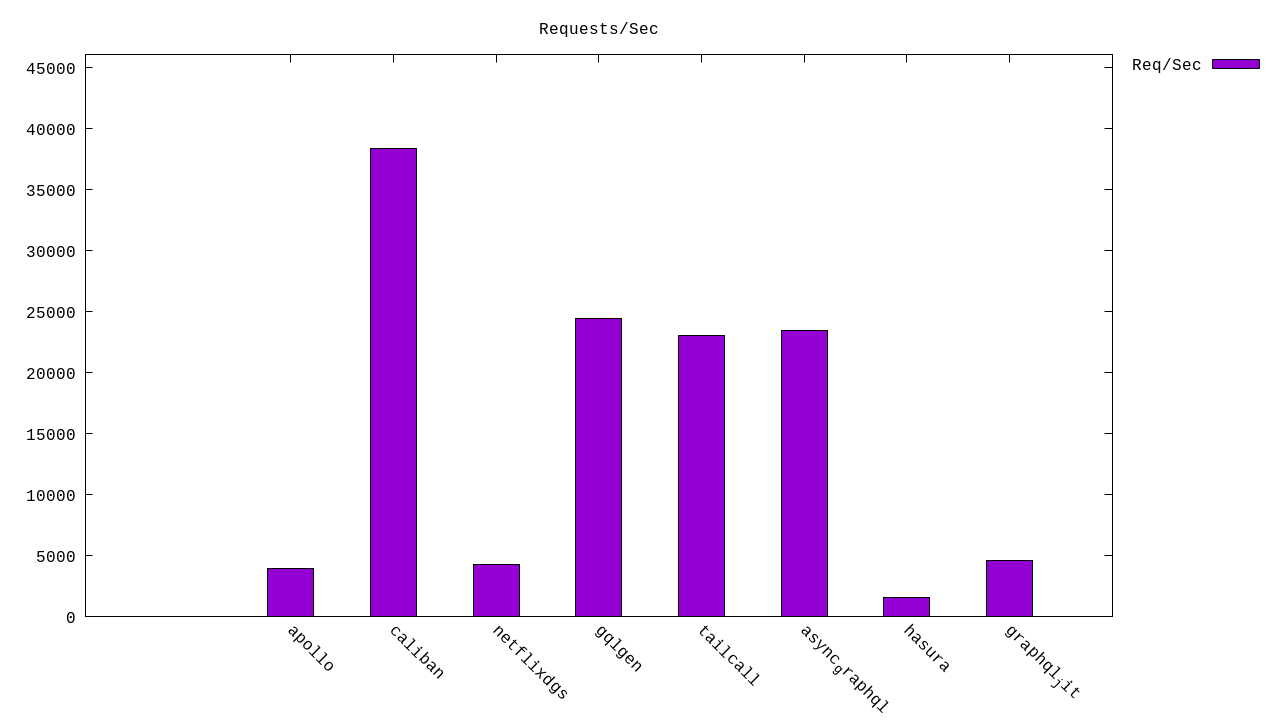 Requests/Sec
Req/Sec
45000
40000
35000
30000
25000
20000
15000
10000
5000
0
apollo
caliban
netflixdgs
gqlgen
tailcall
async_graphql
hasura
graphql_jit